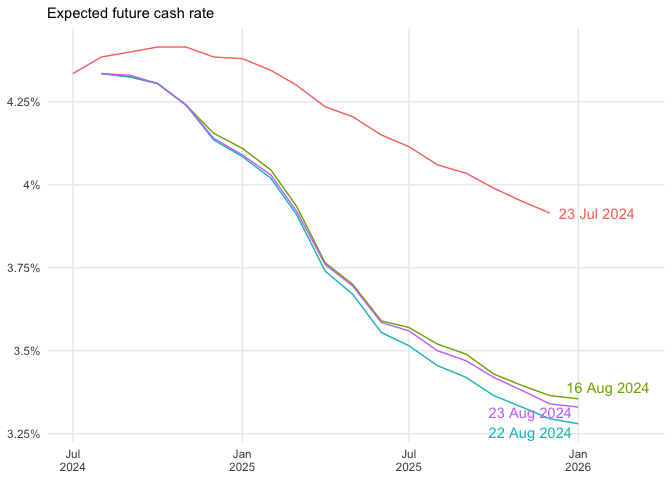 Expected future cash rate
4.25%
4%
3.75%
3.5%
3.25%
23 Jul 2024
16 Aug 2024
23 Aug 2024
22 Aug 2024
Jul
2024
Jan
2025
Jul
2025
Jan
2026